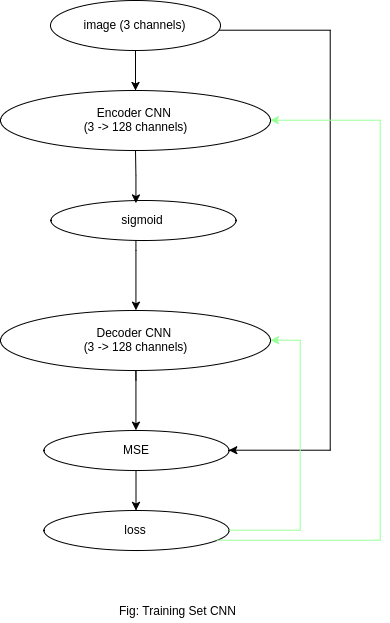 image (3 channels)
Encoder CNN
(3 -> 128 channels)
sigmoid
Decoder CNN
(3 -> 128 channels)
MSE
loss
Fig: Training Set CNN